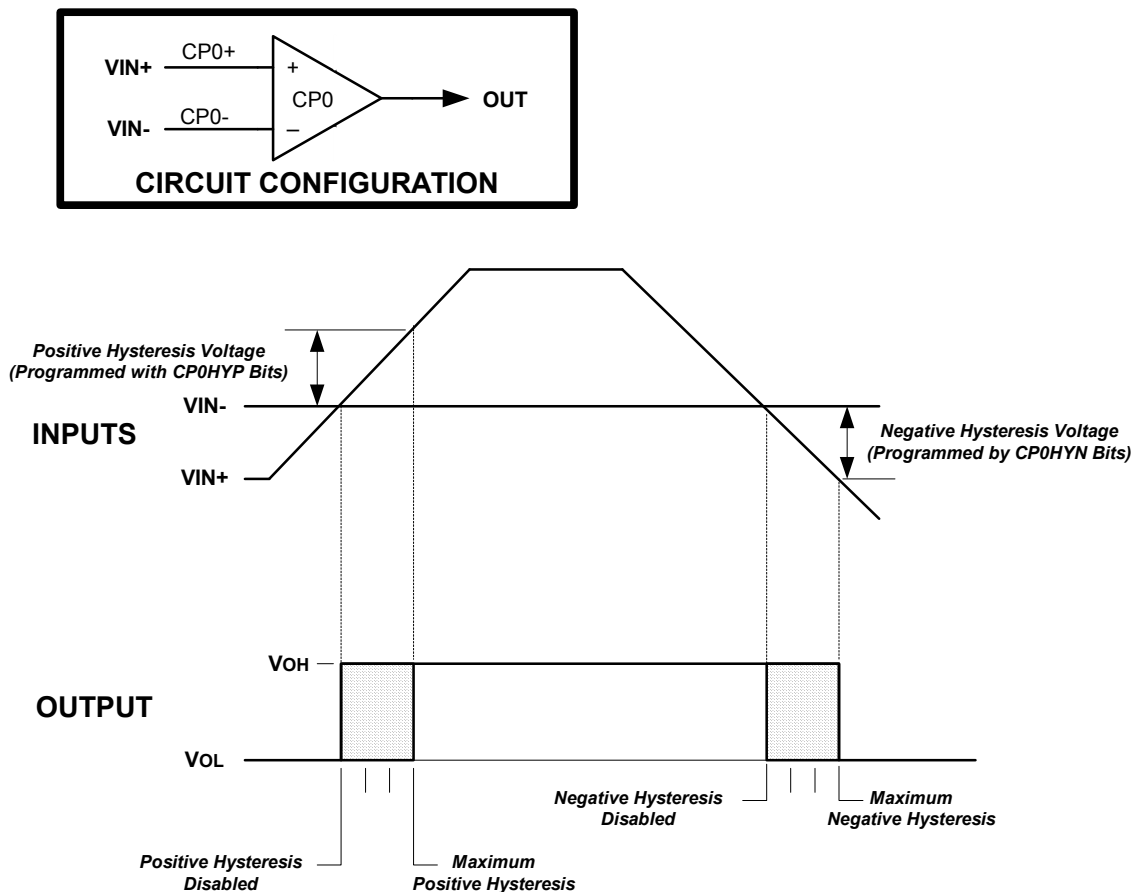 VIN+
CP0+
+
CP0
OUT
VIN-
CP0-
–
CIRCUIT CONFIGURATION
Positive Hysteresis Voltage
(Programmed with CP0HYP Bits)
VIN-
INPUTS
VIN+
Negative Hysteresis Voltage
(Programmed by CP0HYN Bits)
VOH
OUTPUT
VOL
Negative Hysteresis
Disabled
Maximum
Negative Hysteresis
Positive Hysteresis
Disabled
Maximum
Positive Hysteresis